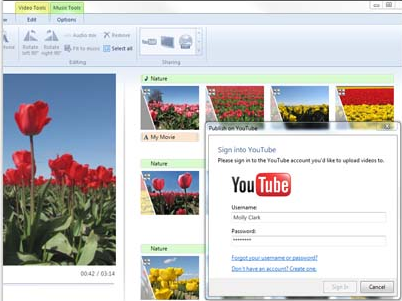 Video Tools Music Tools
Edit Options
Rotate left 90° Rotate right 90° Audio mix Remove
Fit to music Select all
Editing Sharing
Nature
My Movie
Nature
Nature
00:42 / 03:14
Publish on YouTube
Sign into YouTube
Please sign in to the YouTube account you'd like to upload videos to.
YouTube
Username:
Molly Clark
Password:
********
Forgot your username or password?
Don't have an account? Create one.
Sign In Cancel